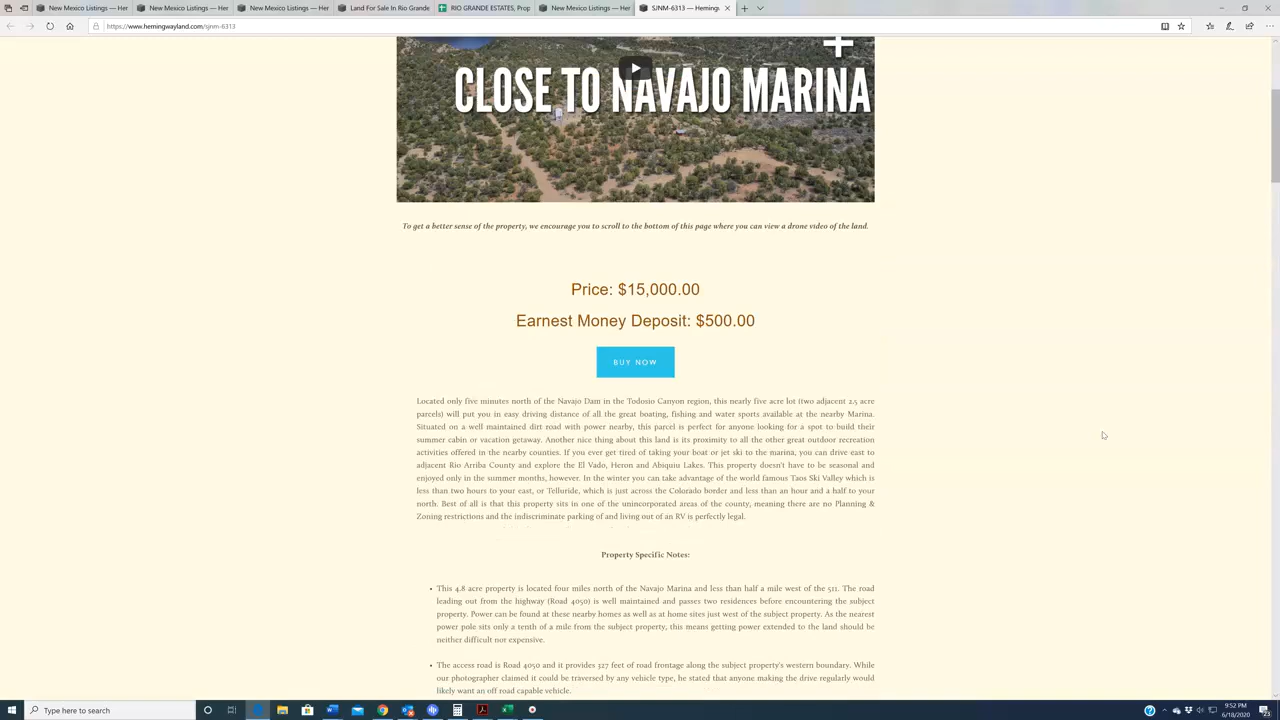 New Mexico Listings — Her
New Mexico Listings — Her
New Mexico Listings — Her
Land For Sale In Rio Grande
RIO GRANDE ESTATES, Prop
New Mexico Listings — Her
SJNM-6313 — Heming
https://www.hemingwayland.com/sjnm-6313
CLOSE TO NAVAJO MARINA
To get a better sense of the property, we encourage you to scroll to the bottom of this page where you can view a drone video of the land.
Price: $15,000.00
Earnest Money Deposit: $500.00
BUY NOW
Located only five minutes north of the Navajo Dam in the Todosio Canyon region, this nearly five acre lot (two adjacent 2.5 acre
parcels) will put you in easy driving distance of all the great boating, fishing and water sports available at the nearby Marina.
Situated on a well maintained dirt road with power nearby, this parcel is perfect for anyone looking for a spot to build their
summer cabin or vacation getaway. Another nice thing about this land is its proximity to all the other great outdoor recreation
activities offered in the nearby counties. If you ever get tired of taking your boat or jet ski to the marina, you can drive east to
adjacent Rio Arriba County and explore the El Vado, Heron and Abiquiu Lakes. This property doesn't have to be seasonal and
enjoyed only in the summer months, however. In the winter you can take advantage of the world famous Taos Ski Valley which is
less than two hours to your east, or Telluride, which is just across the Colorado border and less than an hour and a half to your
north. Best of all is that this property sits in one of the unincorporated areas of the county, meaning there are no Planning &
Zoning restrictions and the indiscriminate parking of and living out of an RV is perfectly legal.
Property Specific Notes:
• This 4.8 acre property is located four miles north of the Navajo Marina and less than half a mile west of the 511. The road
leading out from the highway (Road 4050) is well maintained and passes two residences before encountering the subject
property. Power can be found at these nearby homes as well as at home sites just west of the subject property. As the nearest
power pole sits only a tenth of a mile from the subject property, this means getting power extended to the land should be
neither difficult not expensive.
• The access road is Road 4050 and it provides 327 feet of road frontage along the subject property's western boundary. While
our photographer claimed it could be traversed by any vehicle type, he stated that anyone making the drive regularly would
likely want an off road capable vehicle.
Type here to search
9:52 PM
6/18/2020
23